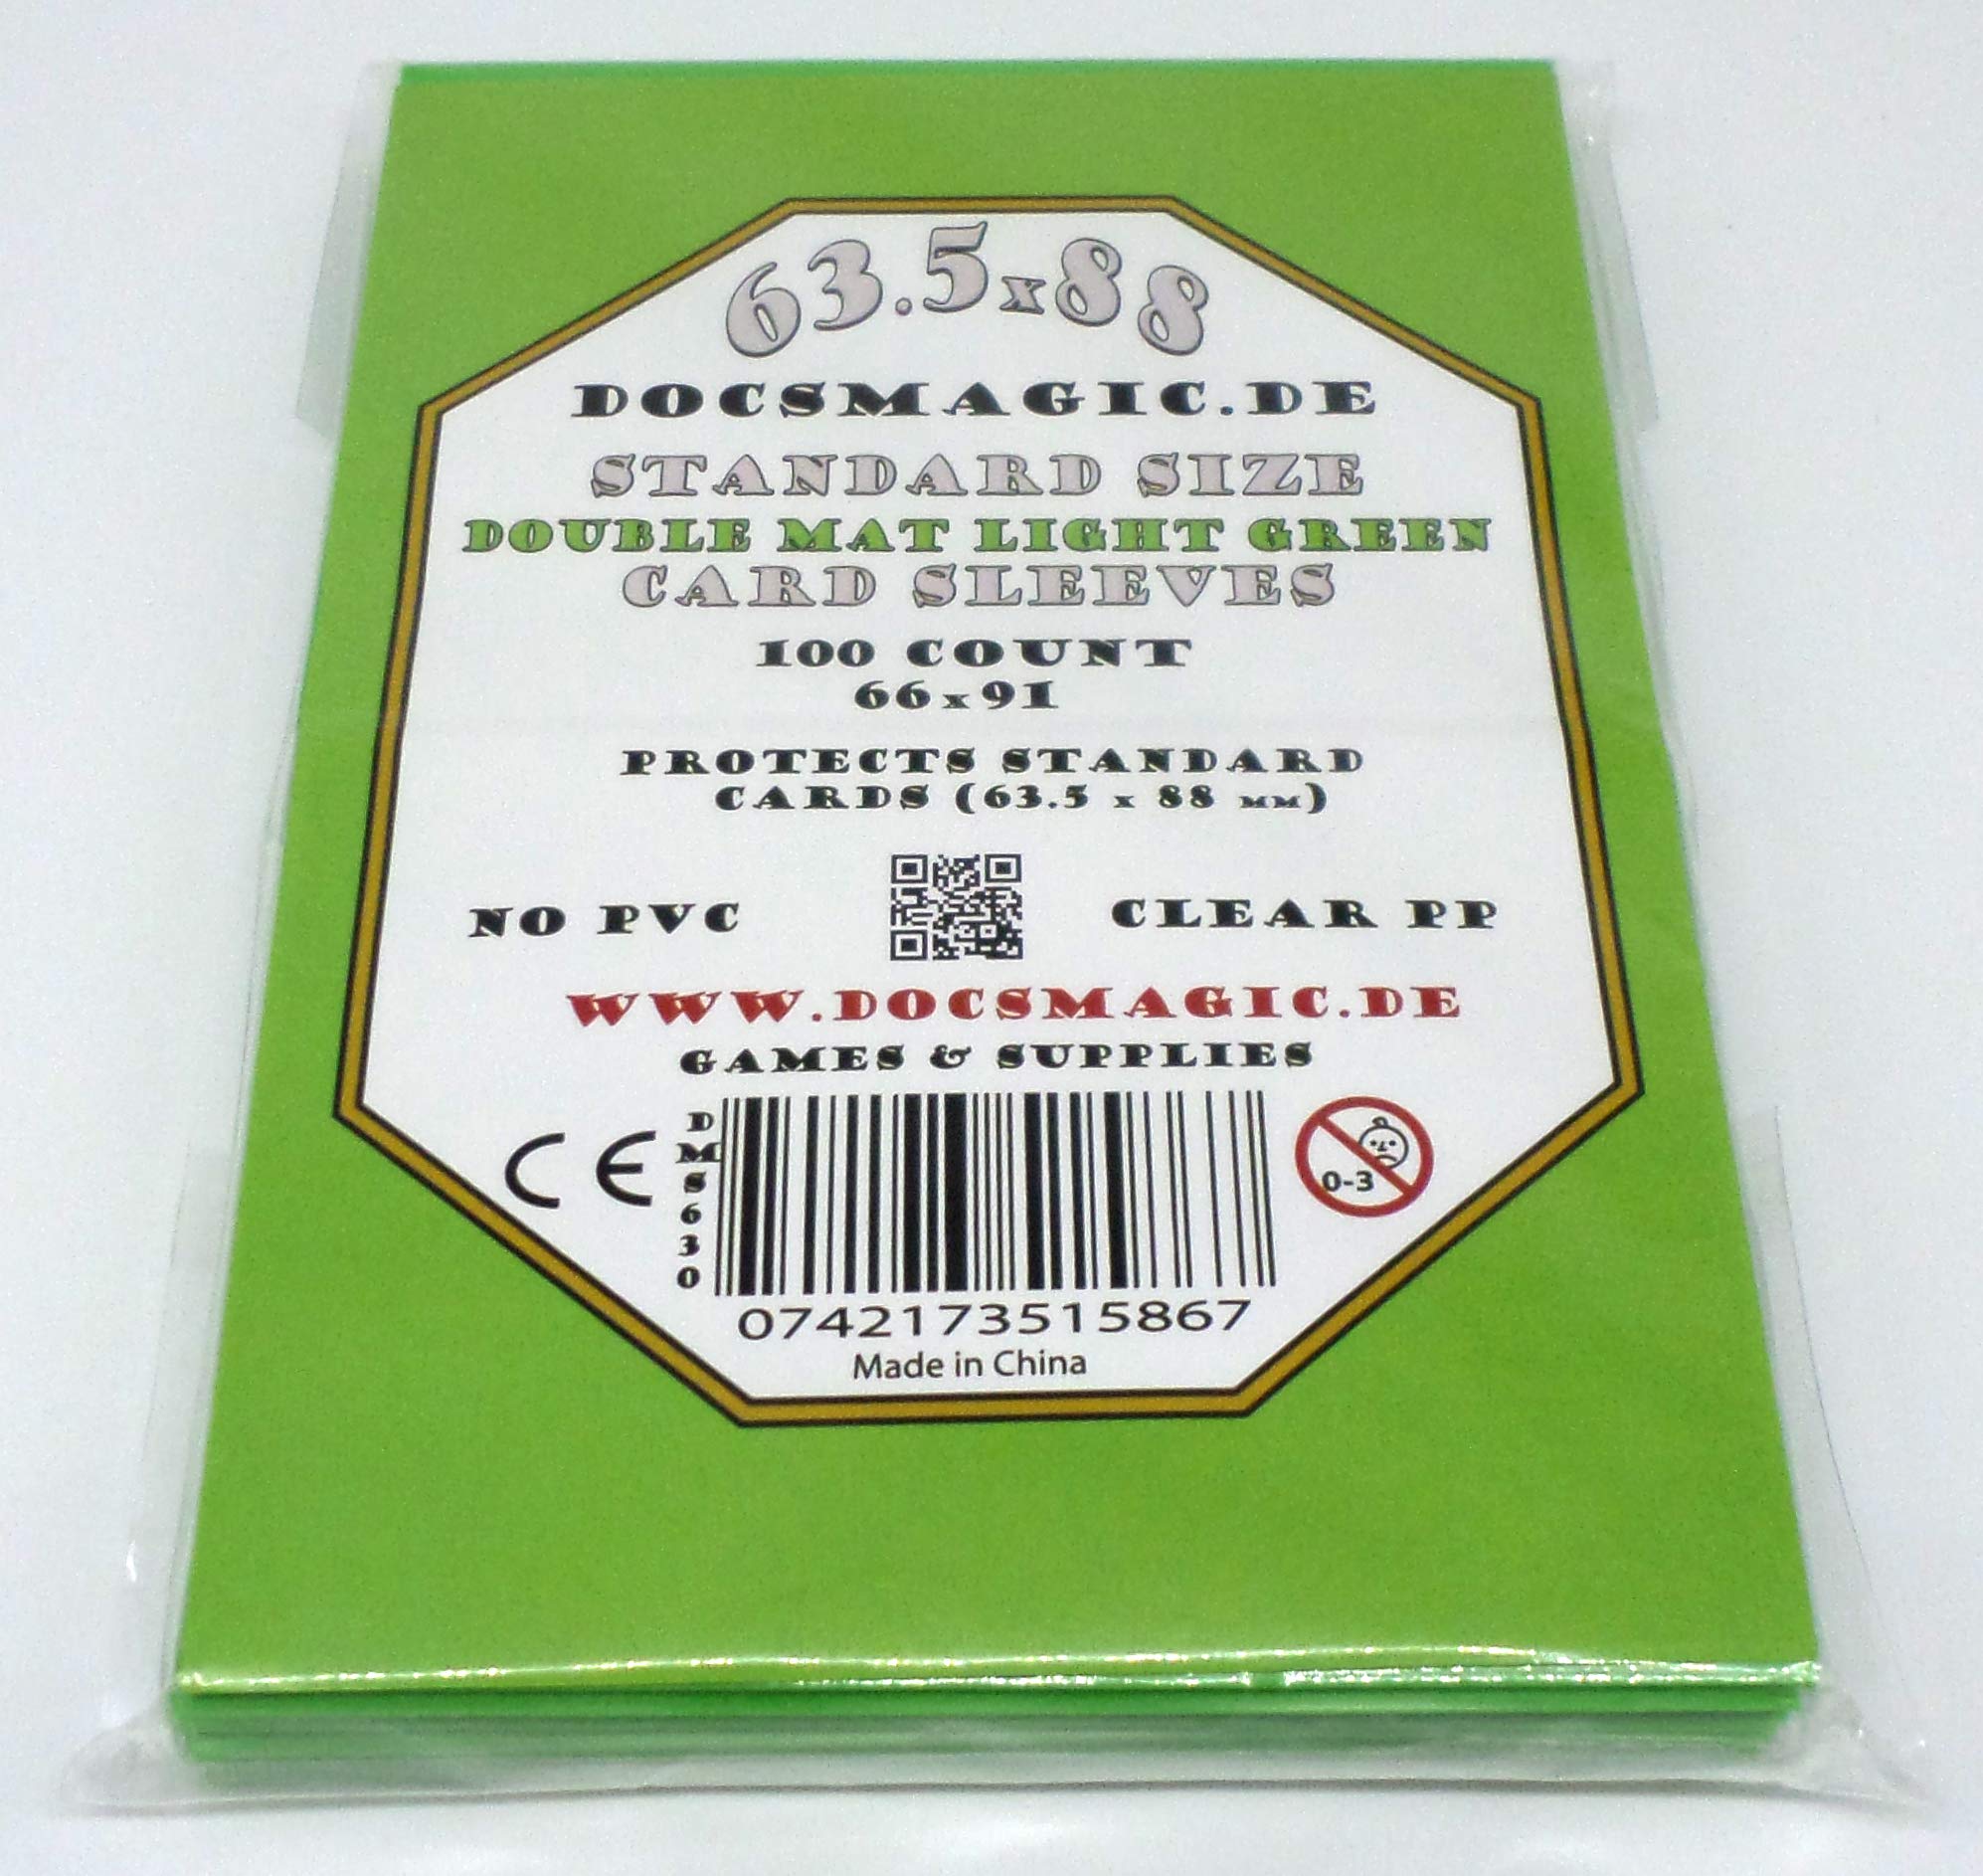 63.5x88
DOCSMAGIC.DE
STANDARD SIZE
DOUBLE MAT LIGHT GREEN
CARD SLEEVES
100 COUNT
66x91
PROTECTS STANDARD
CARDS (63.5 x 88 MM)
NO PVC
CLEAR PP
WWW.DOCSMAGIC.DE
GAMES & SUPPLIES
CE
DMS630
0-3
0742173515867
Made in China